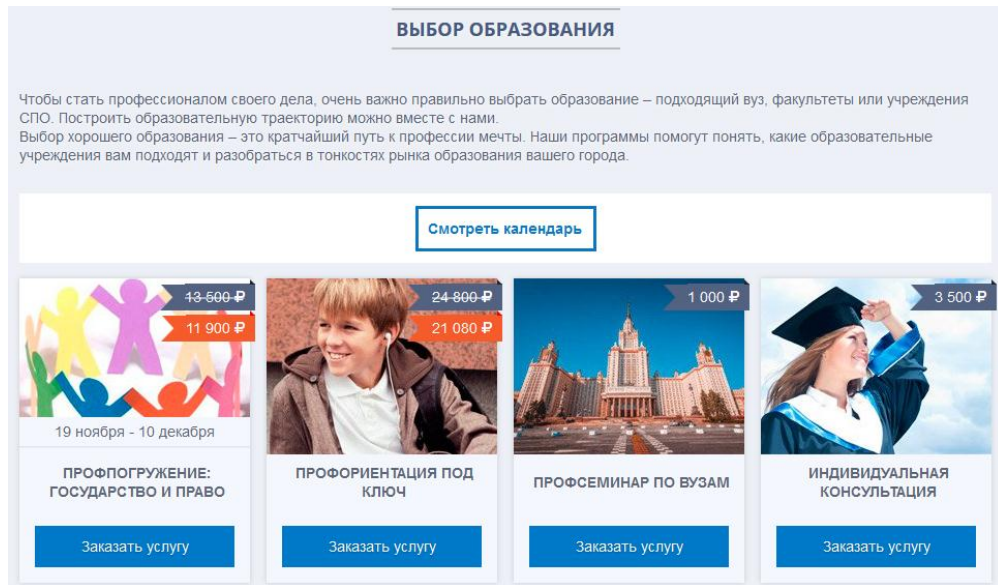 ВЫБОР ОБРАЗОВАНИЯ
Чтобы стать профессионалом своего дела, очень важно правильно выбрать образование – подходящий вуз, факультеты или учреждения
СПО. Построить образовательную траекторию можно вместе с нами.
Выбор хорошего образования – это кратчайший путь к профессии мечты. Наши программы помогут понять, какие образовательные
учреждения вам подходят и разобраться в тонкостях рынка образования вашего города.
Смотреть календарь
13 500 ₽
11 900 ₽
19 ноября - 10 декабря
ПРОФПОГРУЖЕНИЕ:
ГОСУДАРСТВО И ПРАВО
Заказать услугу
24 800 ₽
21 080 ₽
ПРОФОРИЕНТАЦИЯ ПОД
КЛЮЧ
Заказать услугу
1 000 ₽
ПРОФСЕМИНАР ПО ВУЗАМ
Заказать услугу
3 500 ₽
ИНДИВИДУАЛЬНАЯ
КОНСУЛЬТАЦИЯ
Заказать услугу